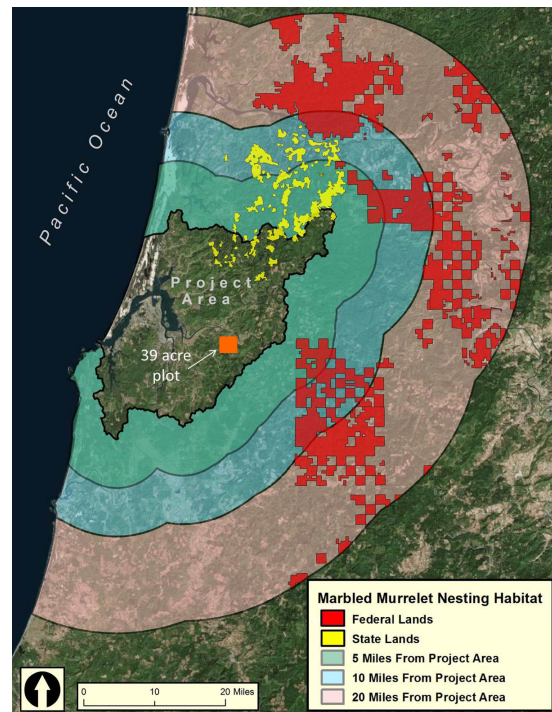 Pacific Ocean
Project
Area
39 acre
plot
Marbled Murrelet Nesting Habitat
Federal Lands
State Lands
5 Miles From Project Area
10 Miles From Project Area
20 Miles From Project Area
0 10 20 Miles